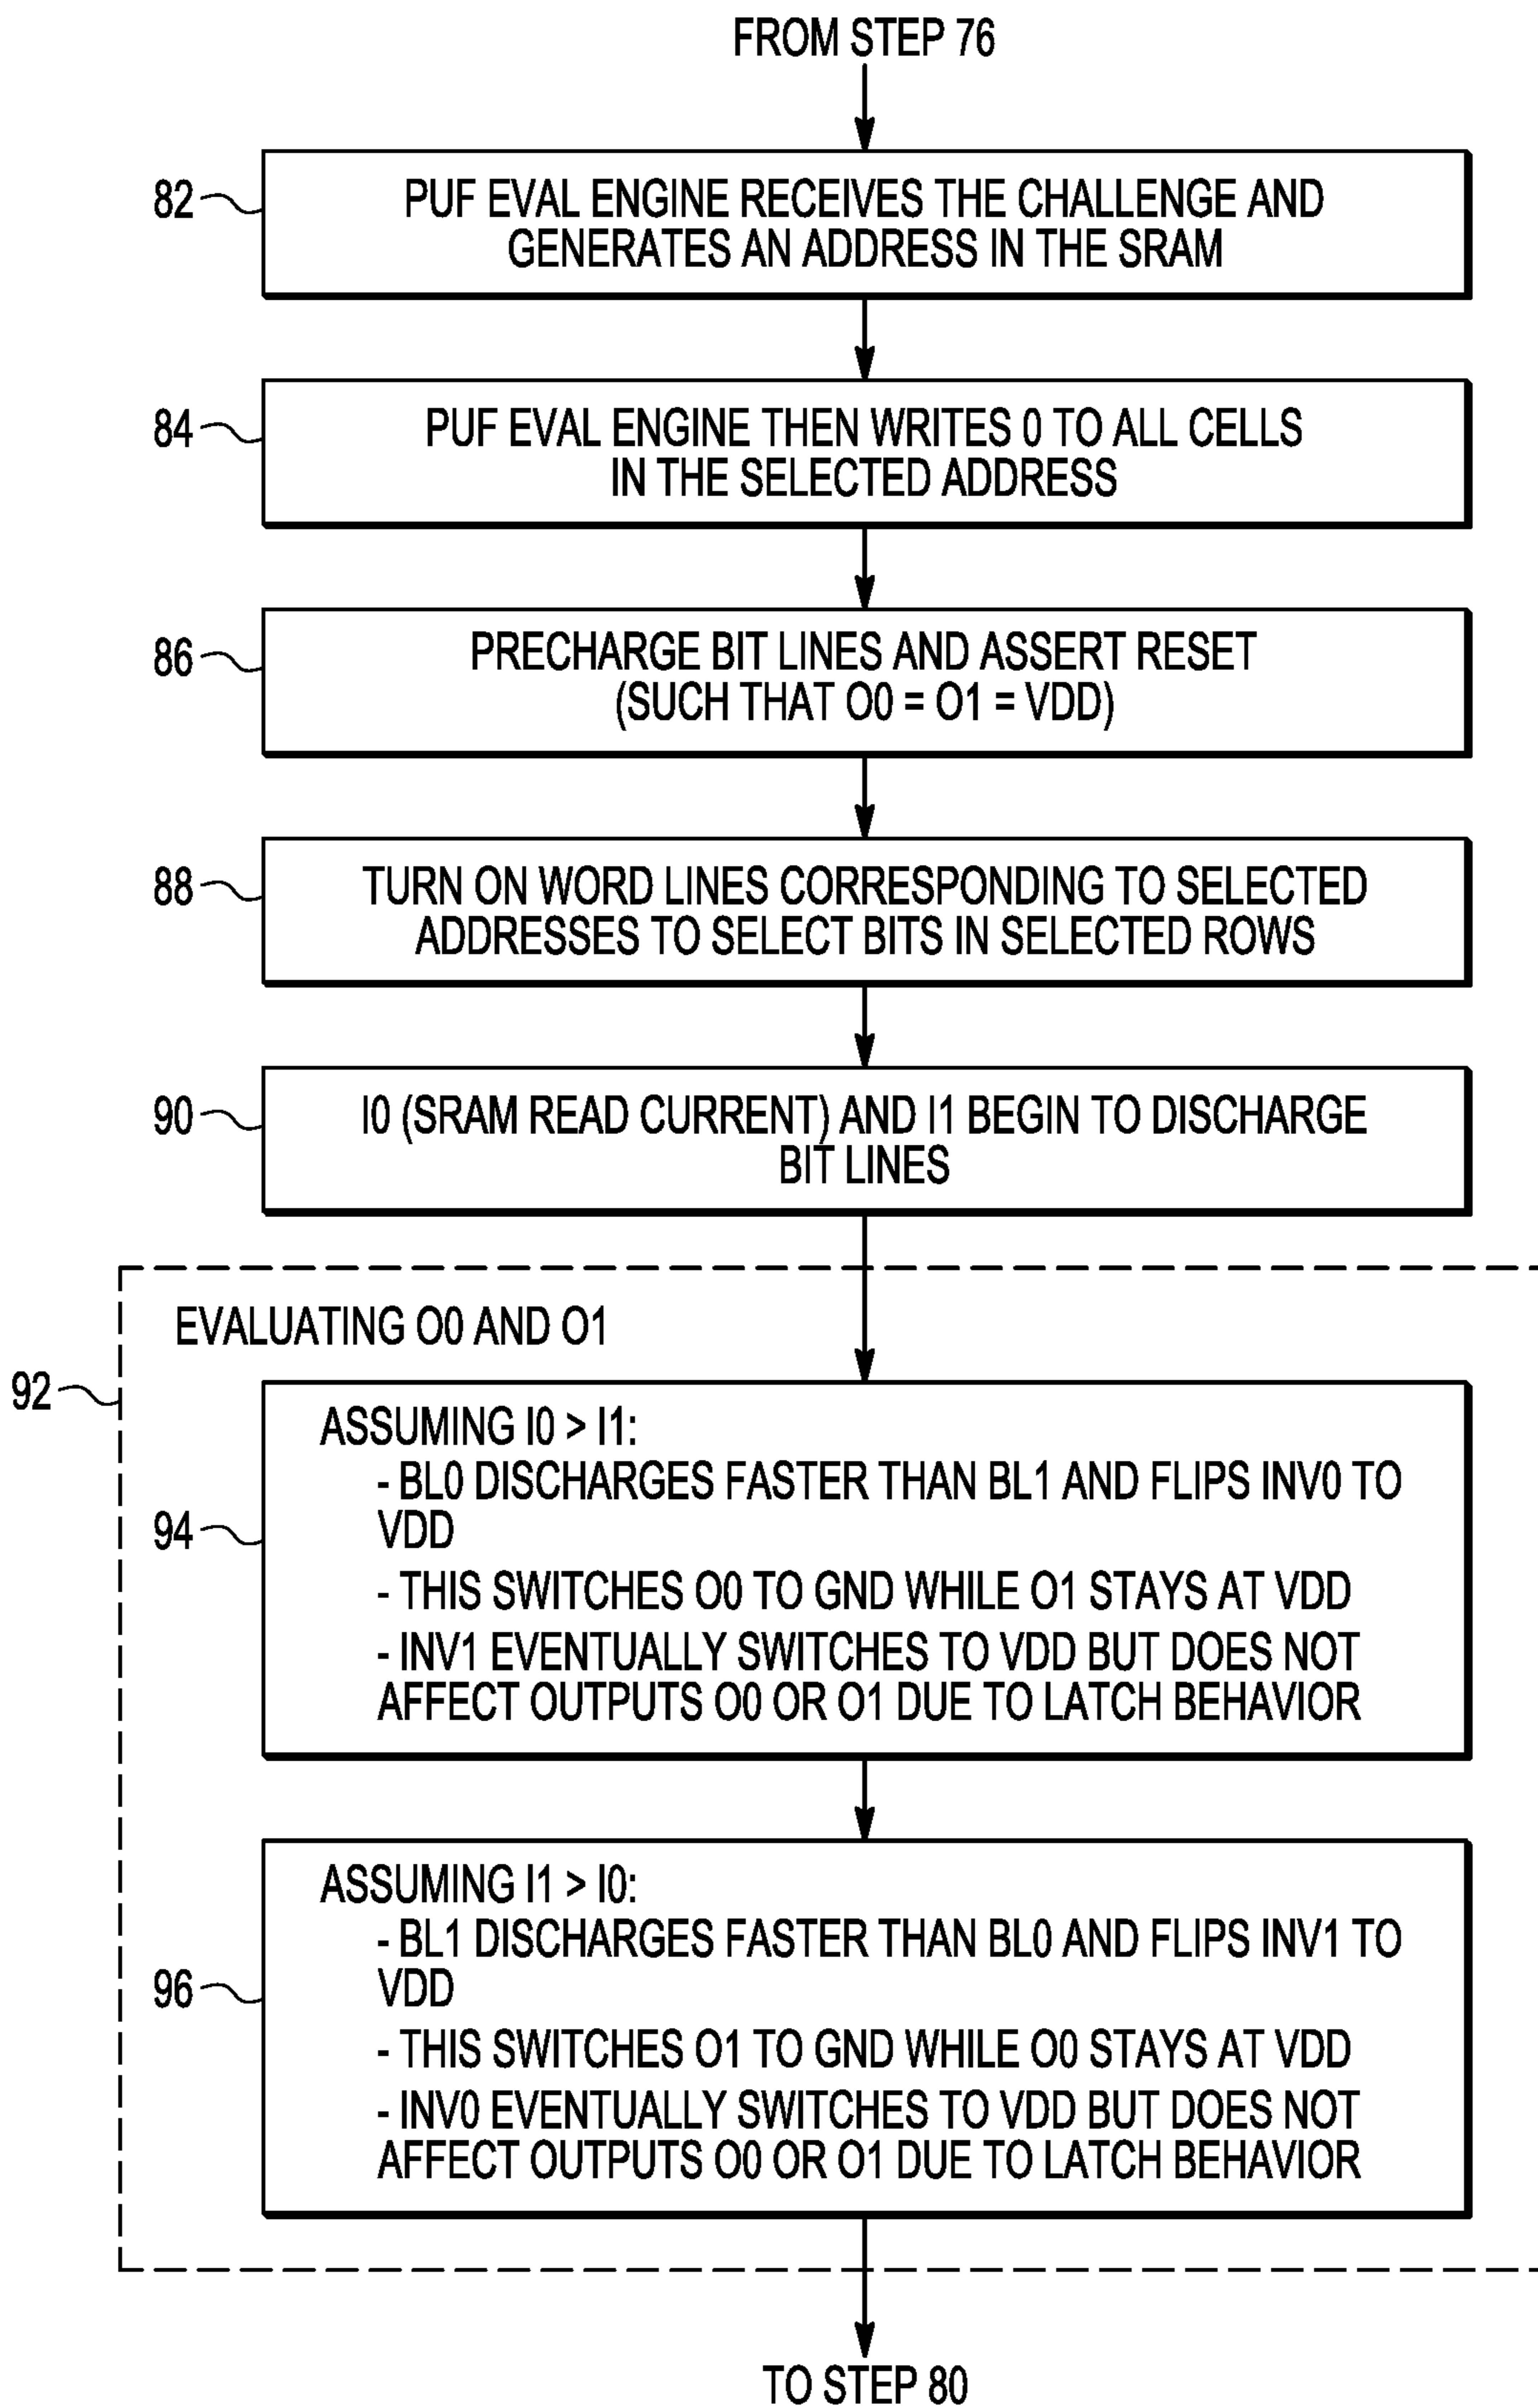 FROM STEP 76
82
PUF EVAL ENGINE RECEIVES THE CHALLENGE AND
GENERATES AN ADDRESS IN THE SRAM
84
PUF EVAL ENGINE THEN WRITES 0 TO ALL CELLS
IN THE SELECTED ADDRESS
86
PRECHARGE BIT LINES AND ASSERT RESET
(SUCH THAT O0 = O1 = VDD)
88
TURN ON WORD LINES CORRESPONDING TO SELECTED
ADDRESSES TO SELECT BITS IN SELECTED ROWS
90
I0 (SRAM READ CURRENT) AND I1 BEGIN TO DISCHARGE
BIT LINES
EVALUATING O0 AND O1
92
ASSUMING I0 > I1:
- BL0 DISCHARGES FASTER THAN BL1 AND FLIPS INV0 TO
VDD
94
- THIS SWITCHES O0 TO GND WHILE O1 STAYS AT VDD
- INV1 EVENTUALLY SWITCHES TO VDD BUT DOES NOT
AFFECT OUTPUTS O0 OR O1 DUE TO LATCH BEHAVIOR
ASSUMING I1 > I0:
- BL1 DISCHARGES FASTER THAN BL0 AND FLIPS INV1 TO
VDD
96
- THIS SWITCHES O1 TO GND WHILE O0 STAYS AT VDD
- INV0 EVENTUALLY SWITCHES TO VDD BUT DOES NOT
AFFECT OUTPUTS O0 OR O1 DUE TO LATCH BEHAVIOR
TO STEP 80